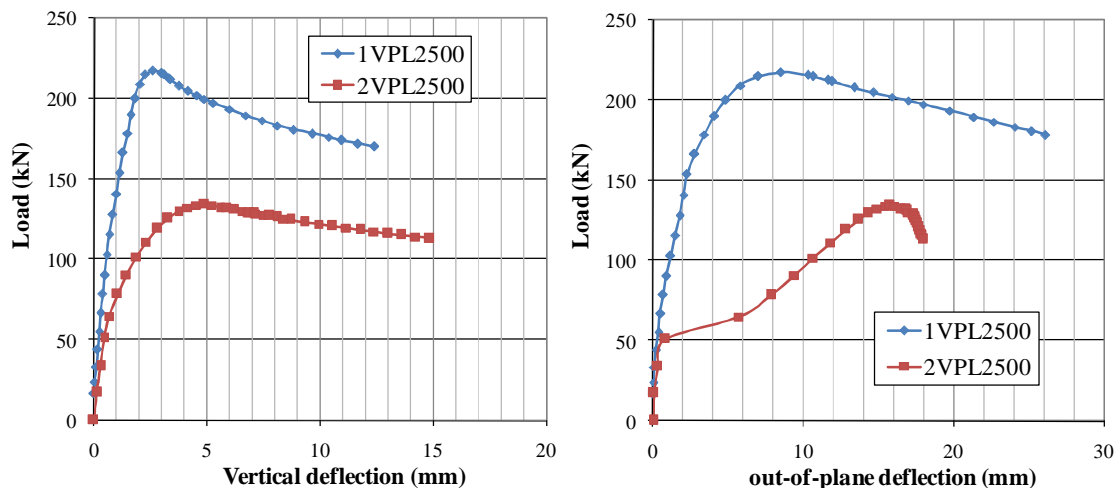 250
200
150
100
50
0
Load (kN)
1VPL2500
2VPL2500
0 5 10 15 20
Vertical deflection (mm)
250
200
150
100
50
0
Load (kN)
1VPL2500
2VPL2500
0 10 20 30
out-of-plane deflection (mm)